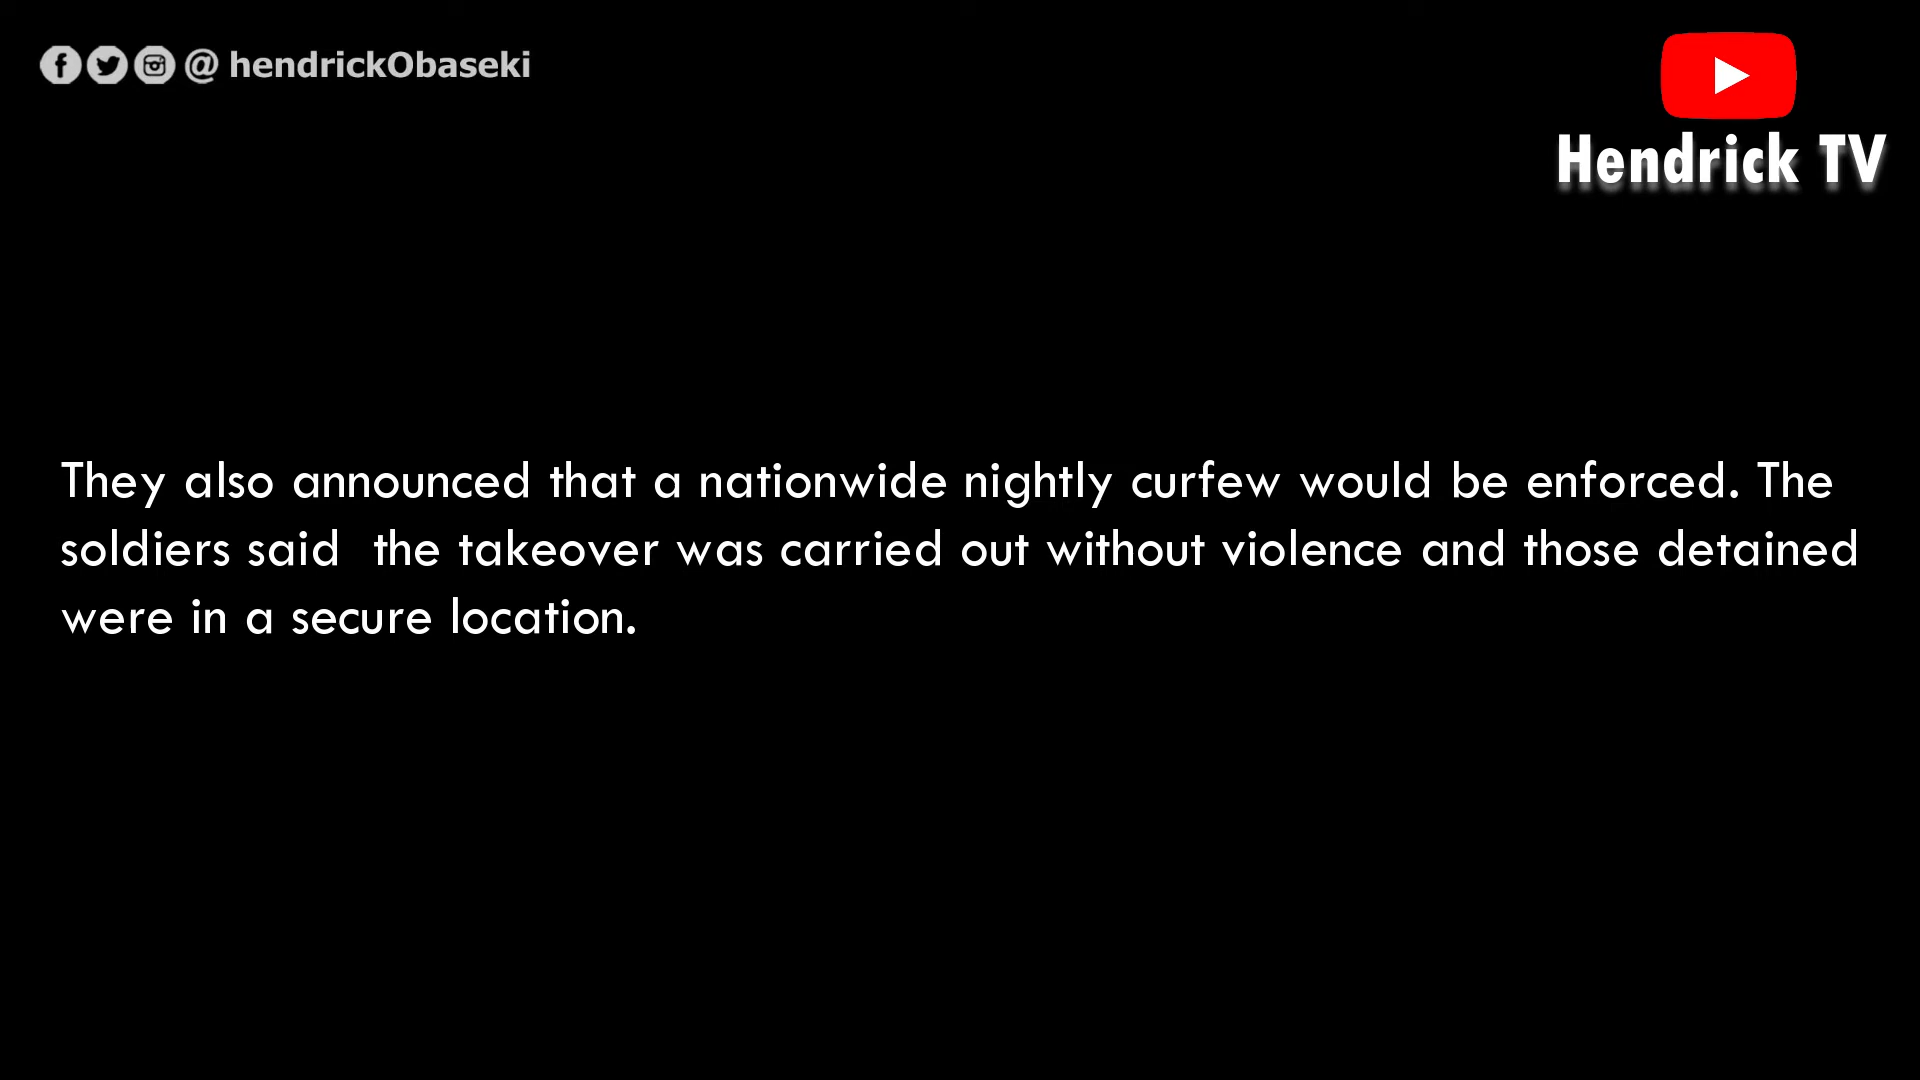 @ hendrickObaseki
Hendrick TV
They also announced that a nationwide nightly curfew would be enforced. The
soldiers said  the takeover was carried out without violence and those detained
were in a secure location.